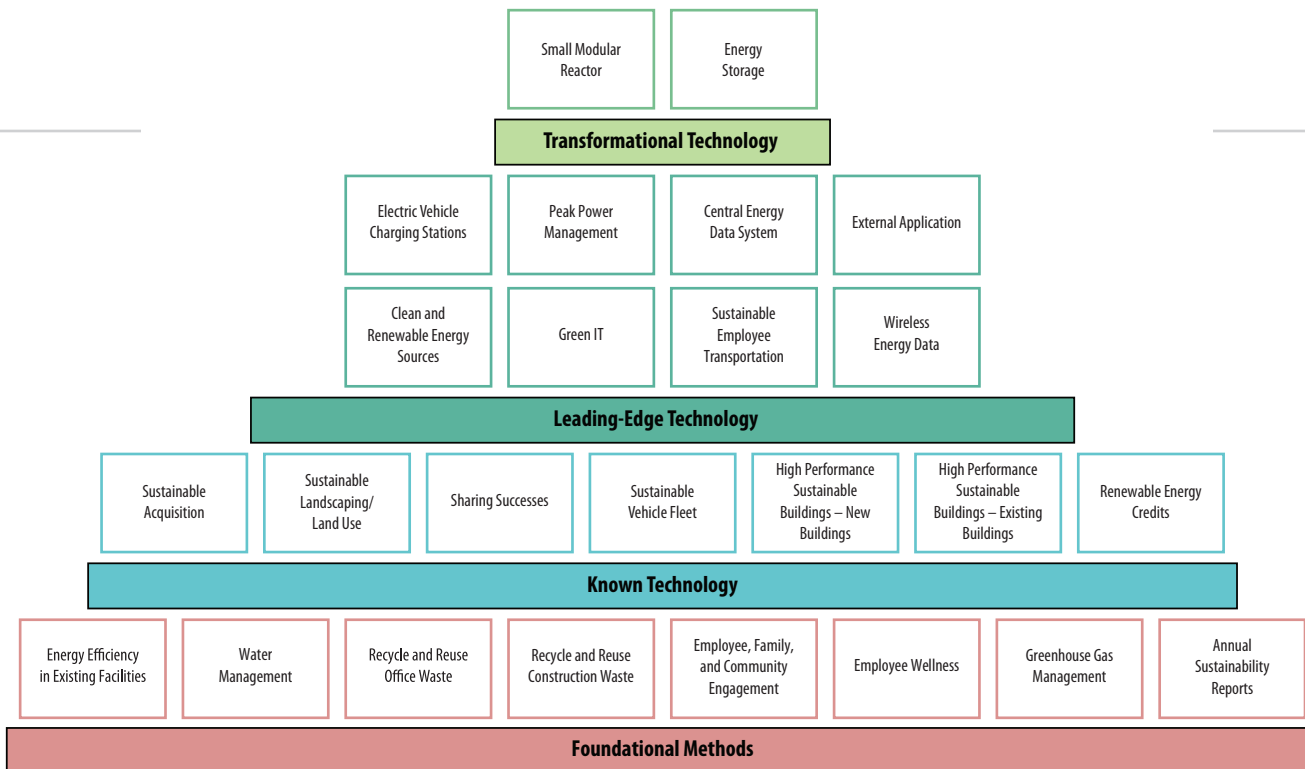 Small Modular
Reactor
Energy
Storage
Transformational Technology
Electric Vehicle
Charging Stations
Peak Power
Management
Central Energy
Data System
External Application
Clean and
Renewable Energy
Sources
Green IT
Sustainable
Employee
Transportation
Wireless
Energy Data
Leading-Edge Technology
Sustainable
Acquisition
Sustainable
Landscaping/
Land Use
Sharing Successes
Sustainable
Vehicle Fleet
High Performance
Sustainable
Buildings – New
Buildings
High Performance
Sustainable
Buildings – Existing
Buildings
Renewable Energy
Credits
Known Technology
Energy Efficiency
in Existing Facilities
Water
Management
Recycle and Reuse
Office Waste
Recycle and Reuse
Construction Waste
Employee, Family,
and Community
Engagement
Employee Wellness
Greenhouse Gas
Management
Annual
Sustainability
Reports
Foundational Methods